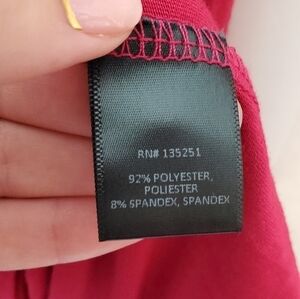 RN# 135251
92% POLYESTER,
POLIESTER
8% SPANDEX, SPANDEX